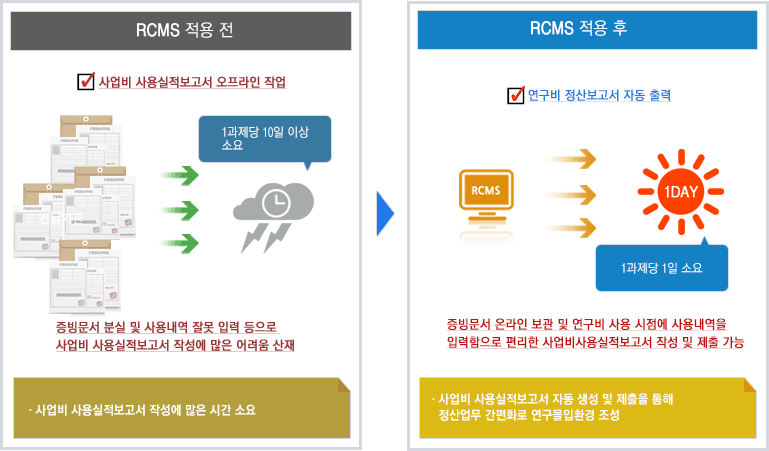 RCMS 적용 전
사업비 사용실적보고서 오프라인 작업
1과제당 10일 이상
소요
증빙문서 분실 및 사용내역 잘못 입력 등으로
사업비 사용실적보고서 작성에 많은 어려움 산재
· 사업비 사용실적보고서 작성에 많은 시간 소요
RCMS 적용 후
연구비 정산보고서 자동 출력
RCMS
1DAY
1과제당 1일 소요
증빙문서 온라인 보관 및 연구비 사용 시점에 사용내역을
입력함으로 편리한 사업비사용실적보고서 작성 및 제출 가능
· 사업비 사용실적보고서 자동 생성 및 제출을 통해
정산업무 간편화로 연구몰입환경 조성